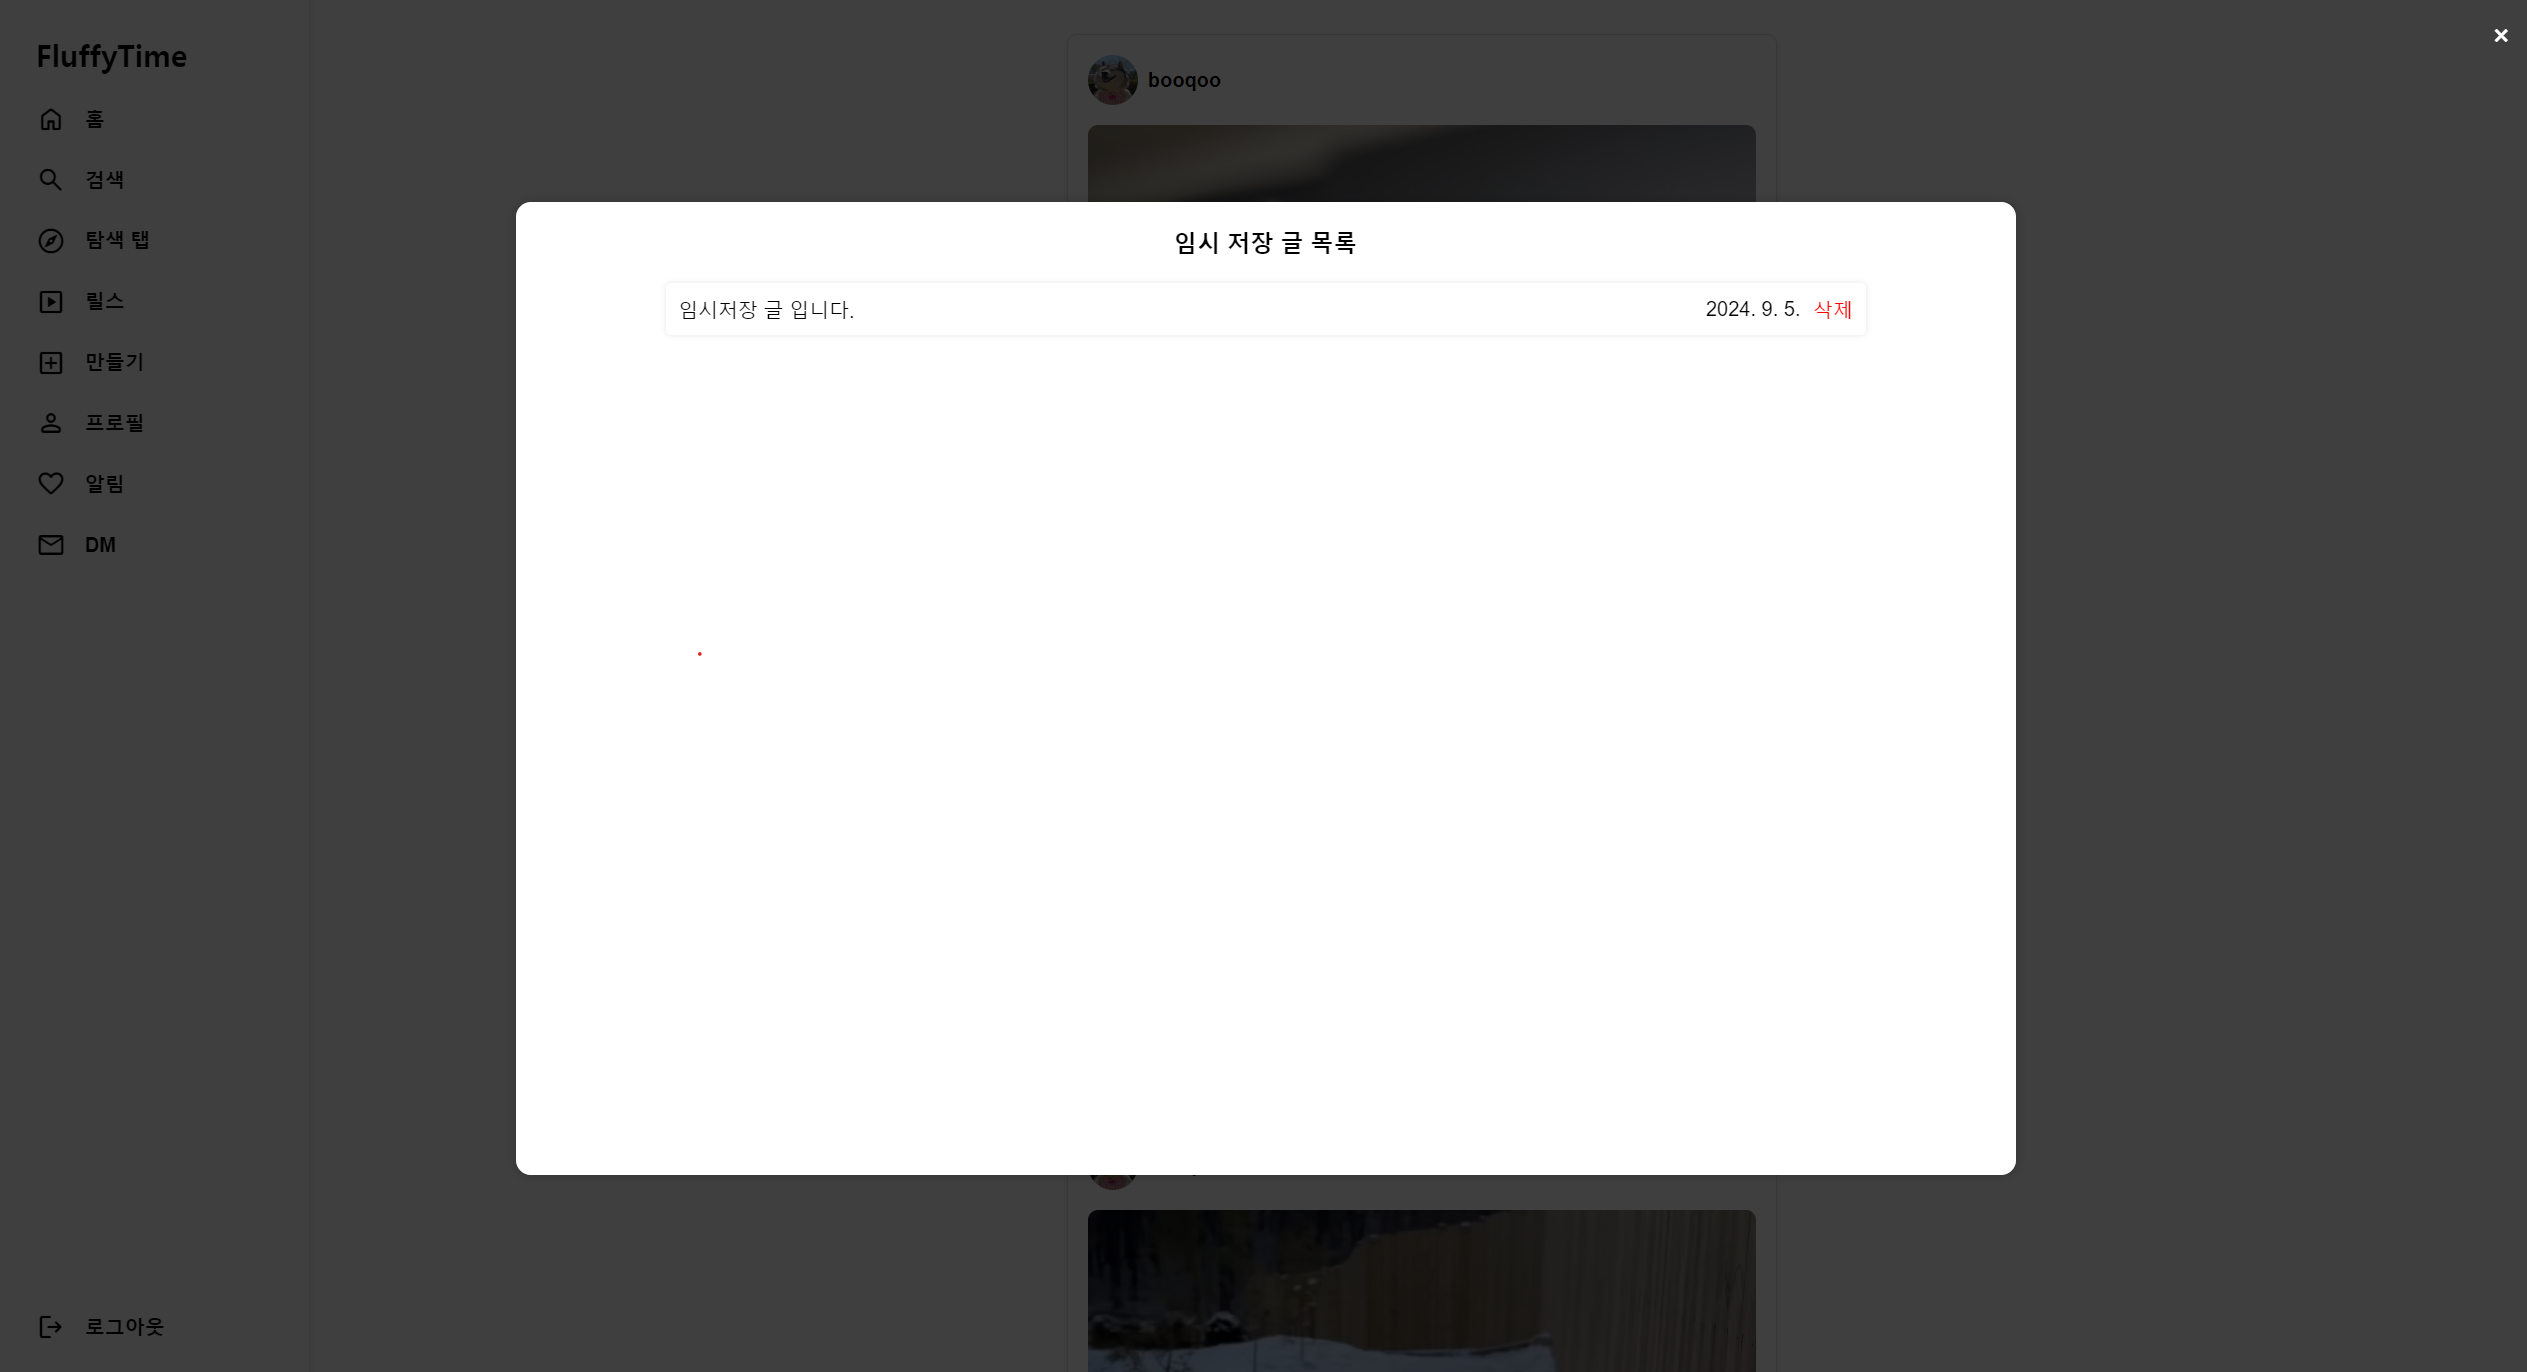 FluffyTime
홈
검색
탐색 탭
릴스
만들기
프로필
알림
DM
로그아웃
booqoo
임시 저장 글 목록
임시저장 글 입니다. 2024. 9. 5. 삭제